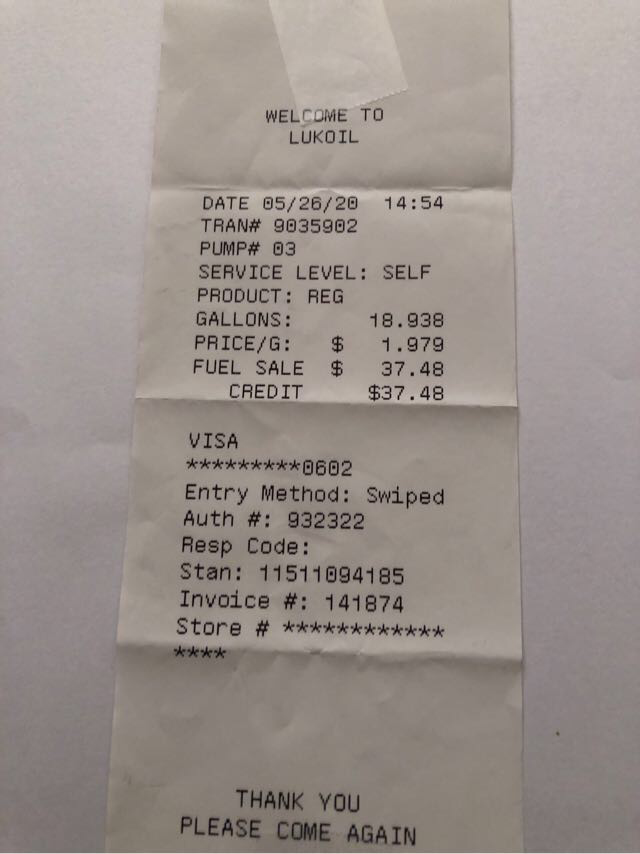 WELCOME TO
LUKOIL
DATE 05/26/20 14:54
TRAN# 9035902
PUMP# 03
SERVICE LEVEL: SELF
PRODUCT: REG
GALLONS: 18.938
PRICE/G: $ 1.979
FUEL SALE $ 37.48
CREDIT $37.48
VISA
*********0602
Entry Method: Swiped
Auth #: 932322
Resp Code:
Stan: 11511094185
Invoice #: 141874
Store # ************
****
THANK YOU
PLEASE COME AGAIN